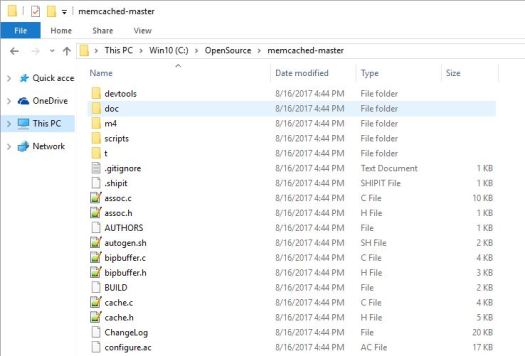 memcached-master
File Home Share View
This PC > Win10 (C:) > OpenSource > memcached-master
Name Date modified Type Size
Quick acce
OneDrive
This PC
Network
devtools 8/16/2017 4:44 PM File folder
doc 8/16/2017 4:44 PM File folder
m4 8/16/2017 4:44 PM File folder
scripts 8/16/2017 4:44 PM File folder
t 8/16/2017 4:44 PM File folder
.gitignore 8/16/2017 4:44 PM Text Document 1 KB
.shipit 8/16/2017 4:44 PM SHIPIT File 1 KB
assoc.c 8/16/2017 4:44 PM C File 10 KB
assoc.h 8/16/2017 4:44 PM H File 1 KB
AUTHORS 8/16/2017 4:44 PM File 1 KB
autogen.sh 8/16/2017 4:44 PM SH File 2 KB
bipbuffer.c 8/16/2017 4:44 PM C File 4 KB
bipbuffer.h 8/16/2017 4:44 PM H File 3 KB
BUILD 8/16/2017 4:44 PM File 2 KB
cache.c 8/16/2017 4:44 PM C File 4 KB
cache.h 8/16/2017 4:44 PM H File 5 KB
ChangeLog 8/16/2017 4:44 PM File 20 KB
configure.ac 8/16/2017 4:44 PM AC File 17 KB